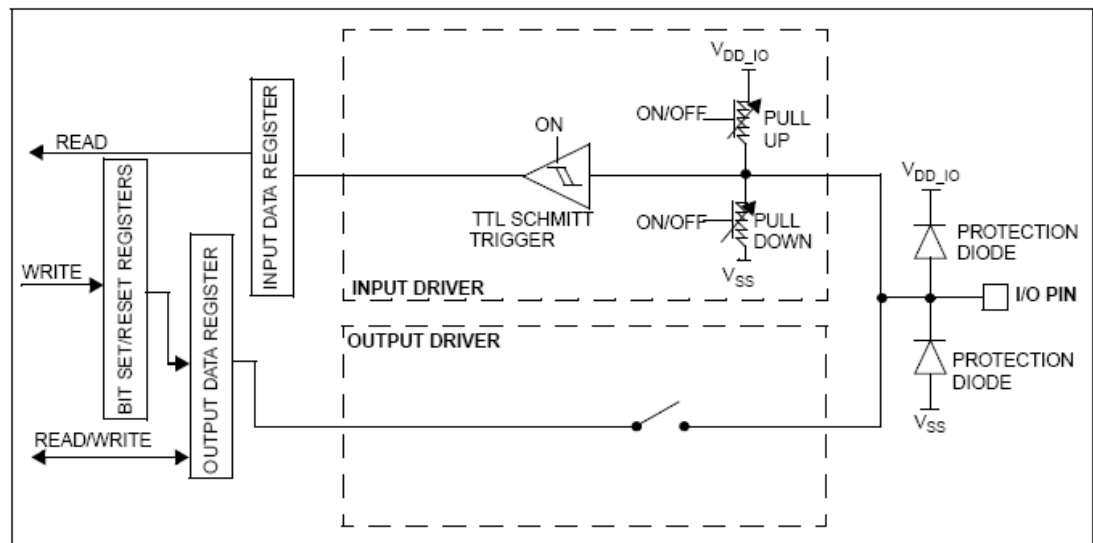 V_DD_IO
ON/OFF
PULL
UP
ON
READ
INPUT DATA REGISTER
BIT SET/RESET REGISTERS
TTL SCHMITT
TRIGGER
ON/OFF
PULL
DOWN
V_SS
V_DD_IO
PROTECTION
DIODE
WRITE
OUTPUT DATA REGISTER
INPUT DRIVER
I/O PIN
OUTPUT DRIVER
PROTECTION
DIODE
V_SS
READ/WRITE